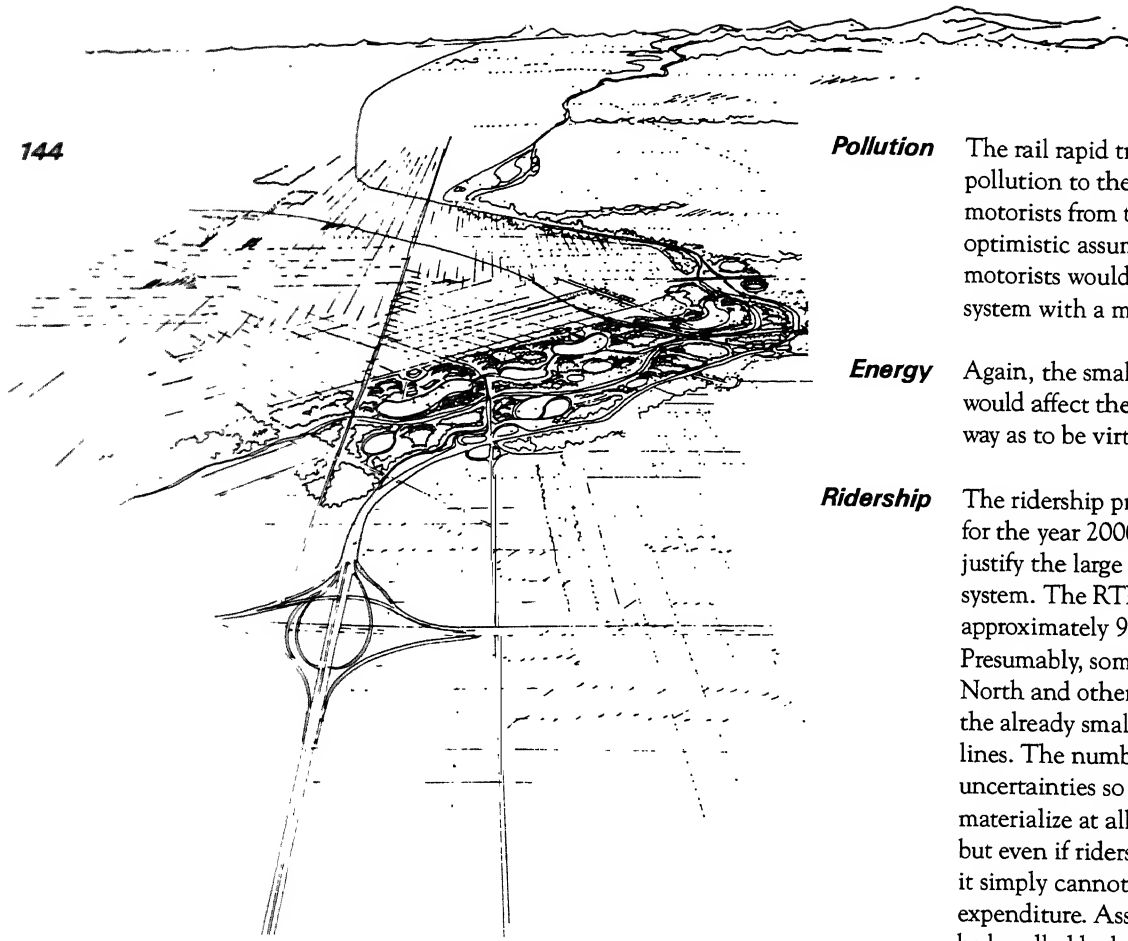 144
Pollution The rail rapid tr
pollution to the
motorists from t
optimistic assum
motorists would
system with a m
Energy Again, the smal
would affect the
way as to be virt
Ridership The ridership pr
for the year 2000
justify the large
system. The RT
approximately 9
Presumably, som
North and other
the already smal
lines. The numb
uncertainties so
materialize at all
but even if riders
it simply cannot
expenditure. Ass